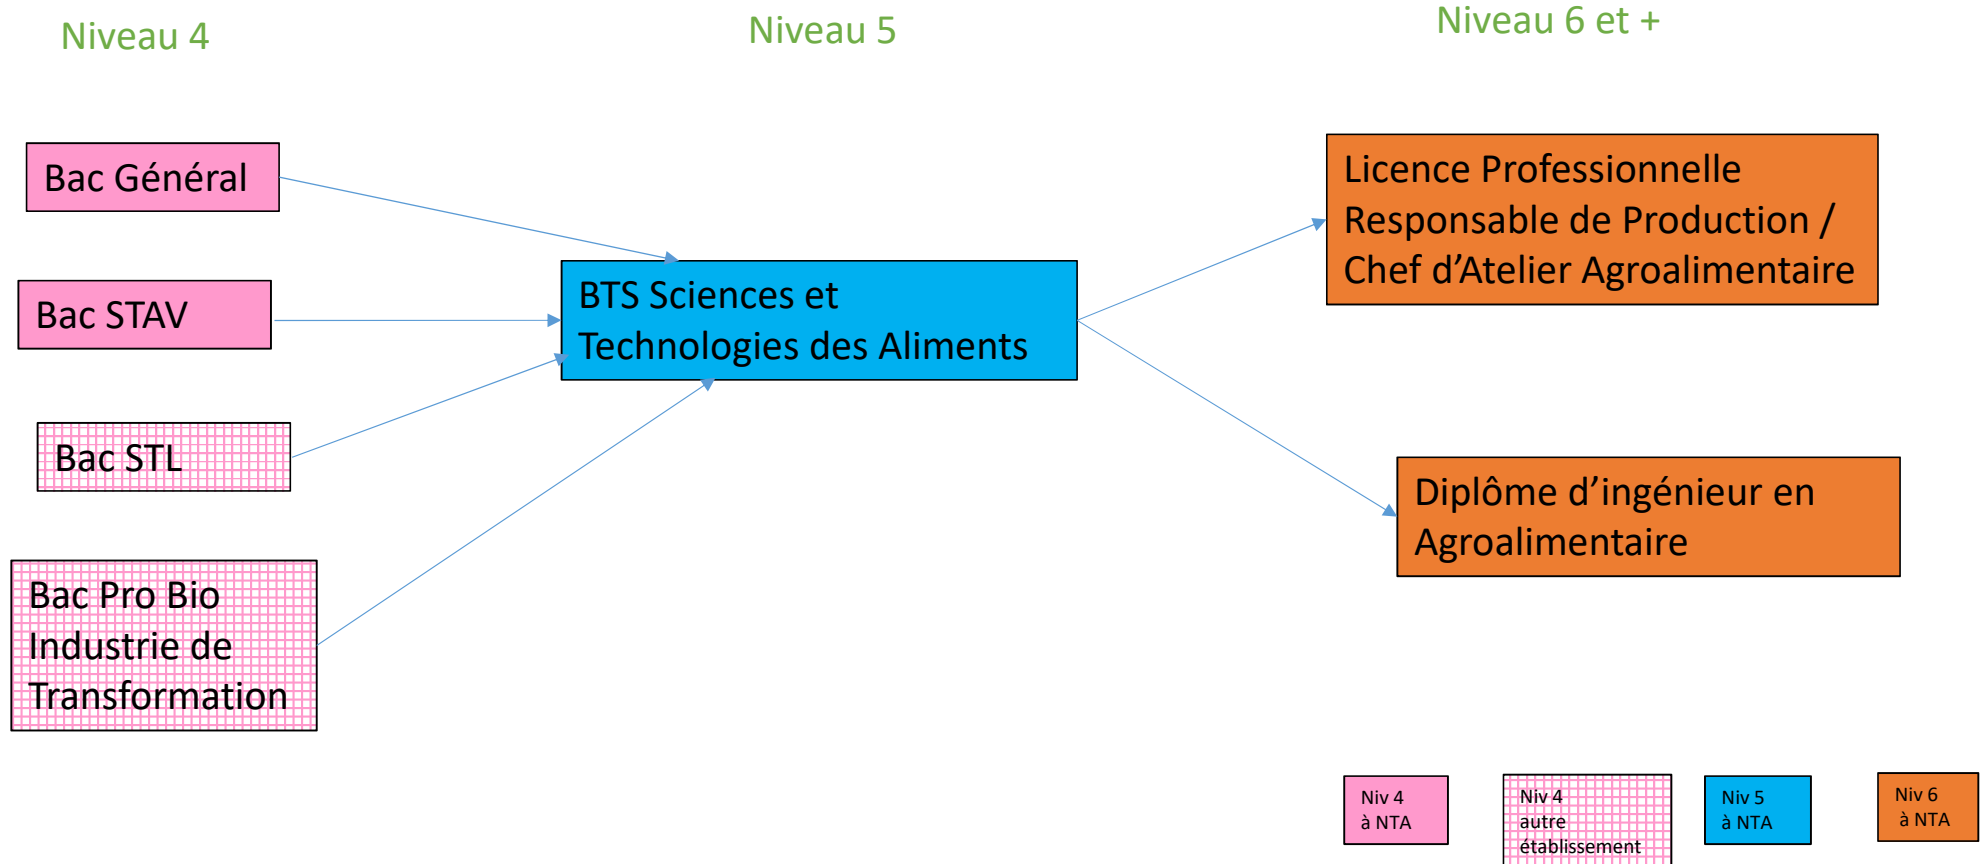 Niveau 4
Niveau 5
Niveau 6 et +
Bac Général
Bac STAV
Bac STL
Bac Pro Bio
Industrie de
Transformation
BTS Sciences et
Technologies des Aliments
Licence Professionnelle
Responsable de Production /
Chef d’Atelier Agroalimentaire
Diplôme d’ingénieur en
Agroalimentaire
Niv 4
à NTA
Niv 4
autre
établissement
Niv 5
à NTA
Niv 6
à NTA